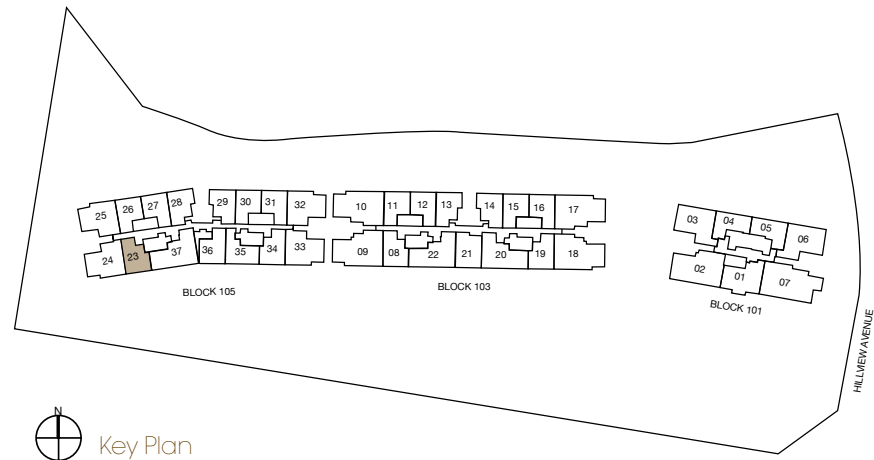 03 04 05 06
25 26 27 28 29 30 31 32 10 11 12 13 14 15 16 17
24 23 37 36 35 34 33 09 08 22 21 20 19 18 02 01 07
BLOCK 105
BLOCK 103
BLOCK 101
HILLVIEW AVENUE
N
Key Plan